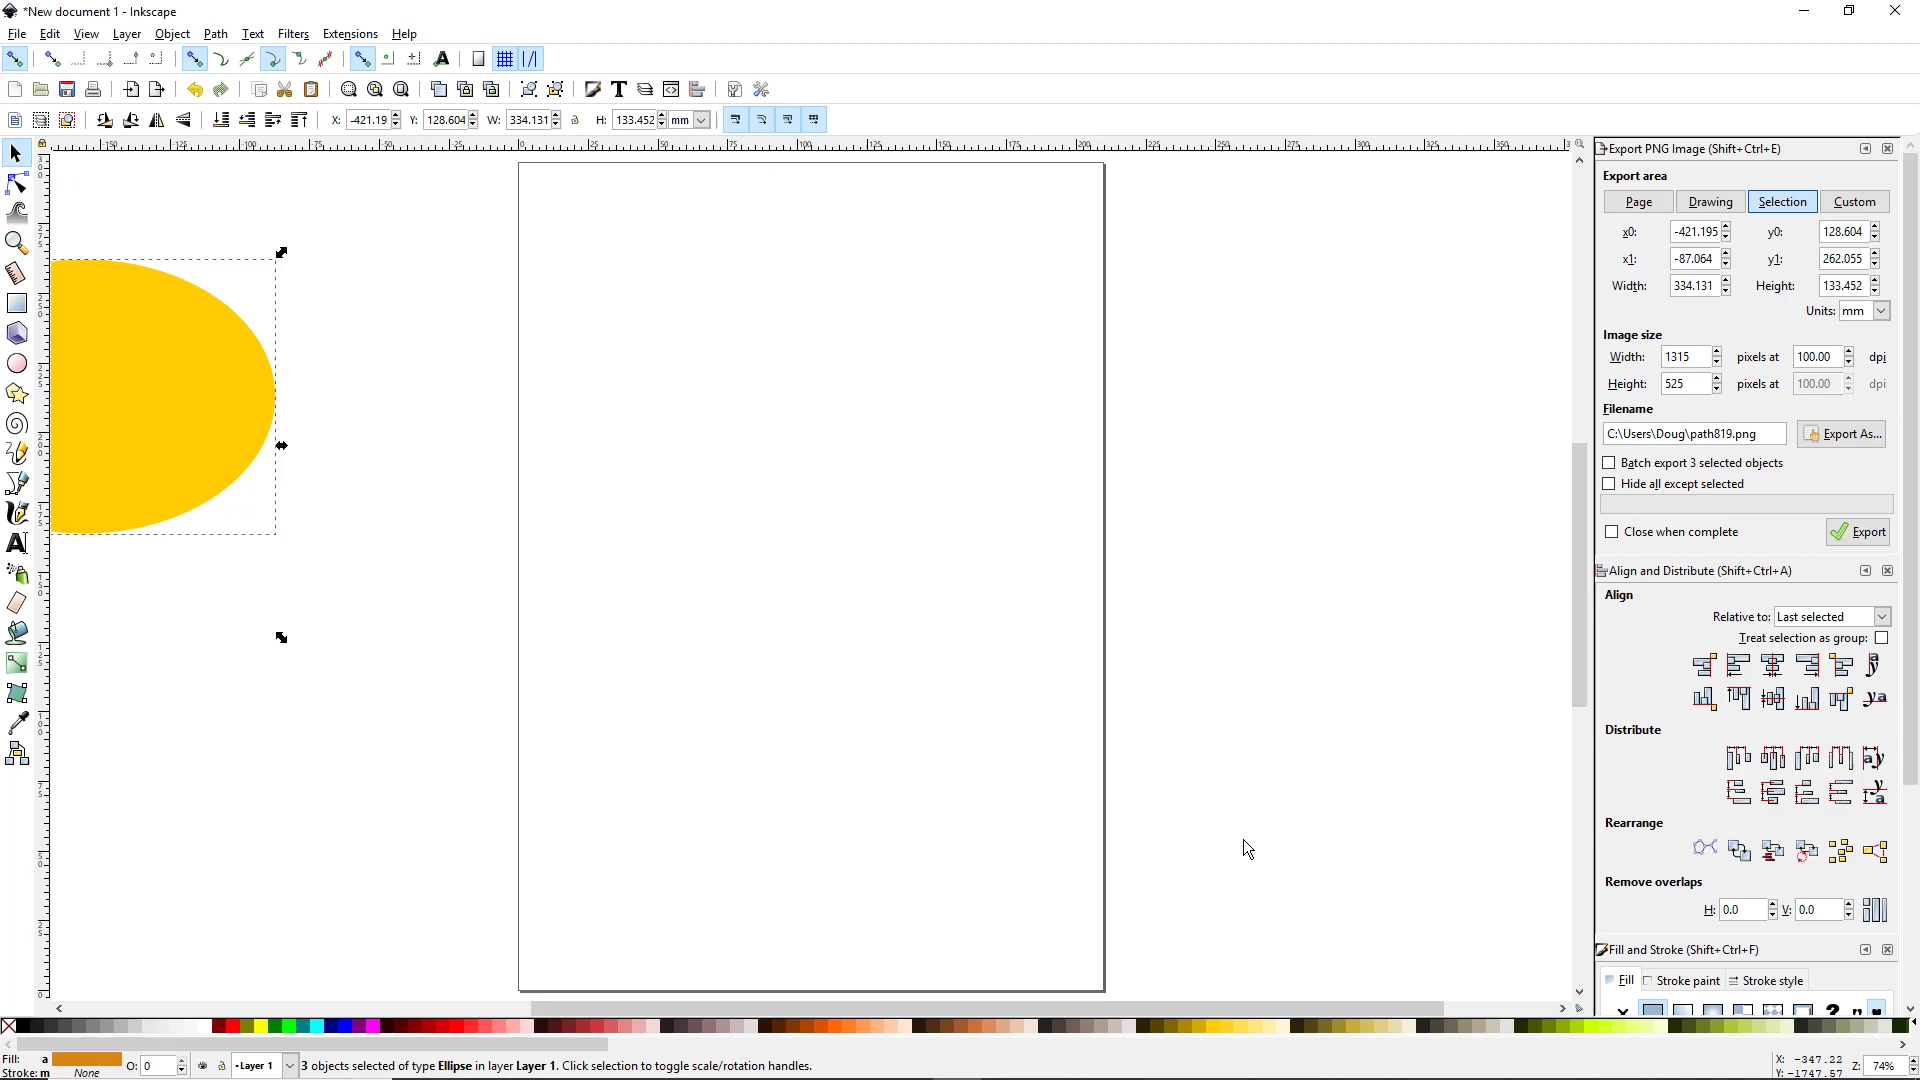 *New document 1 - Inkscape
File Edit View Layer Object Path Text Filters Extensions Help
X: -421.19 Y: 128.604 W: 334.131 H: 133.452 mm
Export PNG Image (Shift+Ctrl+E)
Export area
Page Drawing Selection Custom
x0: -421.195 y0: 128.604
x1: -87.064 y1: 262.055
Width: 334.131 Height: 133.452
Units: mm
Image size
Width: 1315 pixels at 100.00 dpi
Height: 525 pixels at 100.00 dpi
Filename
C:\Users\Doug\path819.png Export As...
Batch export 3 selected objects
Hide all except selected
Close when complete Export
Align and Distribute (Shift+Ctrl+A)
Align
Relative to: Last selected
Treat selection as group:
Distribute
Rearrange
Remove overlaps
H: 0.0 V: 0.0
Fill and Stroke (Shift+Ctrl+F)
Fill Stroke paint Stroke style
Fill: a O: 0 Layer 1 3 objects selected of type Ellipse in layer Layer 1. Click selection to toggle scale/rotation handles. X: -347.22 Z: 74%
Stroke: m None Y: -1747.57